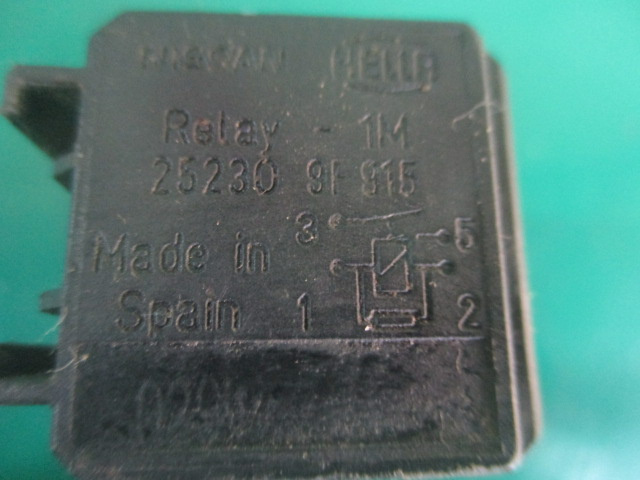 NISSAN HELLA
Relay - 1M
25230 9F915
3
5
Made in
Spain 1 2